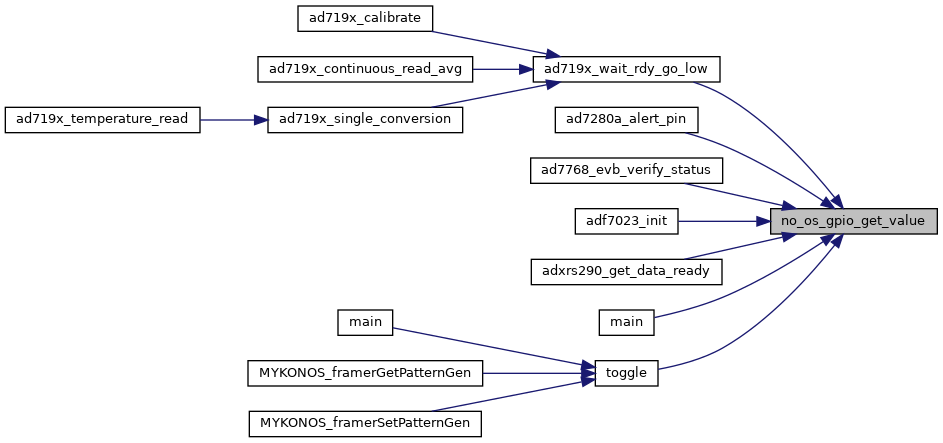 ad719x_calibrate
ad719x_continuous_read_avg
ad719x_wait_rdy_go_low
ad719x_temperature_read
ad719x_single_conversion
ad7280a_alert_pin
ad7768_evb_verify_status
adf7023_init
no_os_gpio_get_value
adxrs290_get_data_ready
main
main
MYKONOS_framerGetPatternGen
toggle
MYKONOS_framerSetPatternGen